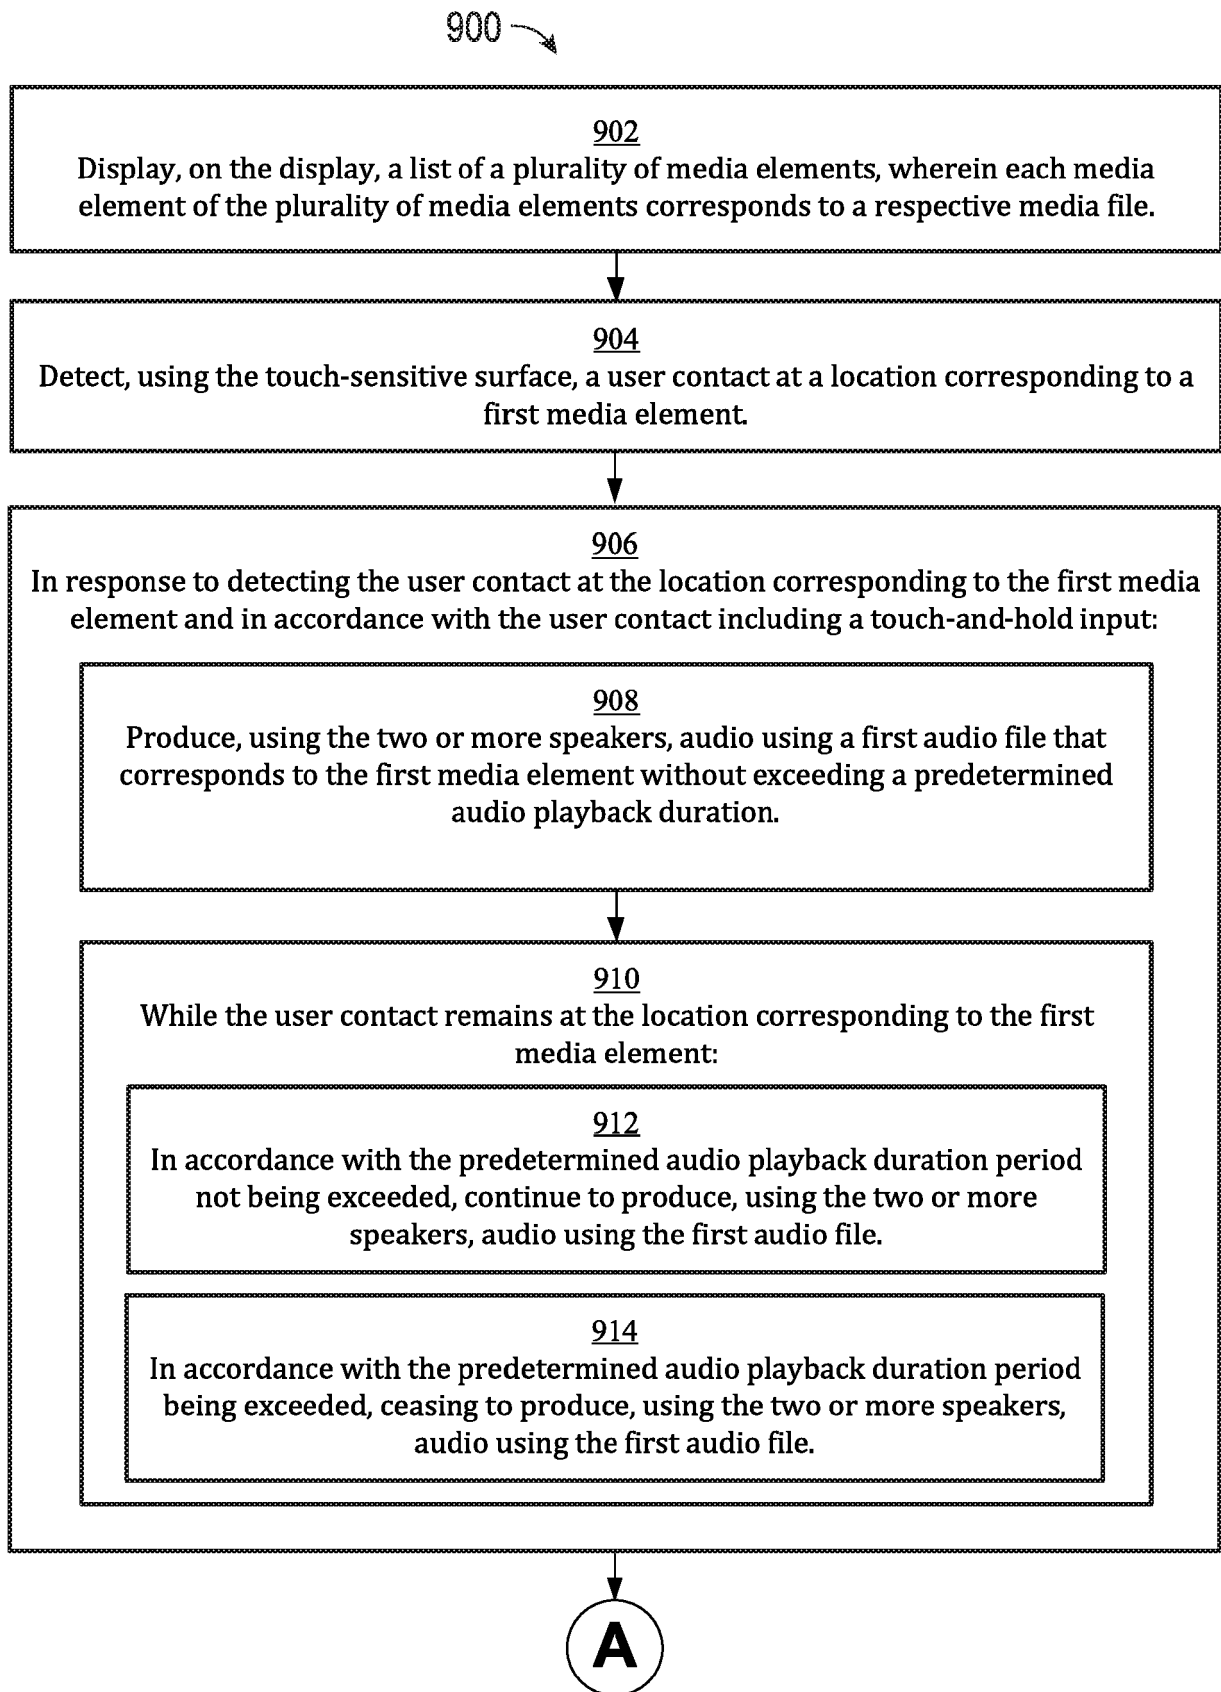 900
902
Display, on the display, a list of a plurality of media elements, wherein each media
element of the plurality of media elements corresponds to a respective media file.
904
Detect, using the touch-sensitive surface, a user contact at a location corresponding to a
first media element.
906
In response to detecting the user contact at the location corresponding to the first media
element and in accordance with the user contact including a touch-and-hold input:
908
Produce, using the two or more speakers, audio using a first audio file that
corresponds to the first media element without exceeding a predetermined
audio playback duration.
910
While the user contact remains at the location corresponding to the first
media element:
912
In accordance with the predetermined audio playback duration period
not being exceeded, continue to produce, using the two or more
speakers, audio using the first audio file.
914
In accordance with the predetermined audio playback duration period
being exceeded, ceasing to produce, using the two or more speakers,
audio using the first audio file.
A